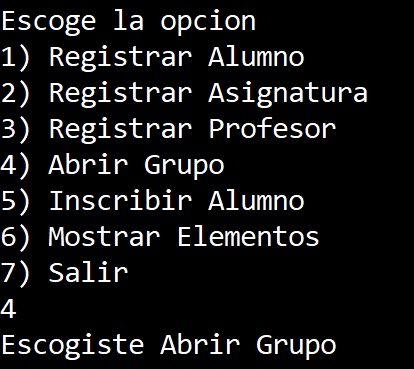 Escoge la opcion
1) Registrar Alumno
2) Registrar Asignatura
3) Registrar Profesor
4) Abrir Grupo
5) Inscribir Alumno
6) Mostrar Elementos
7) Salir
4
Escogiste Abrir Grupo